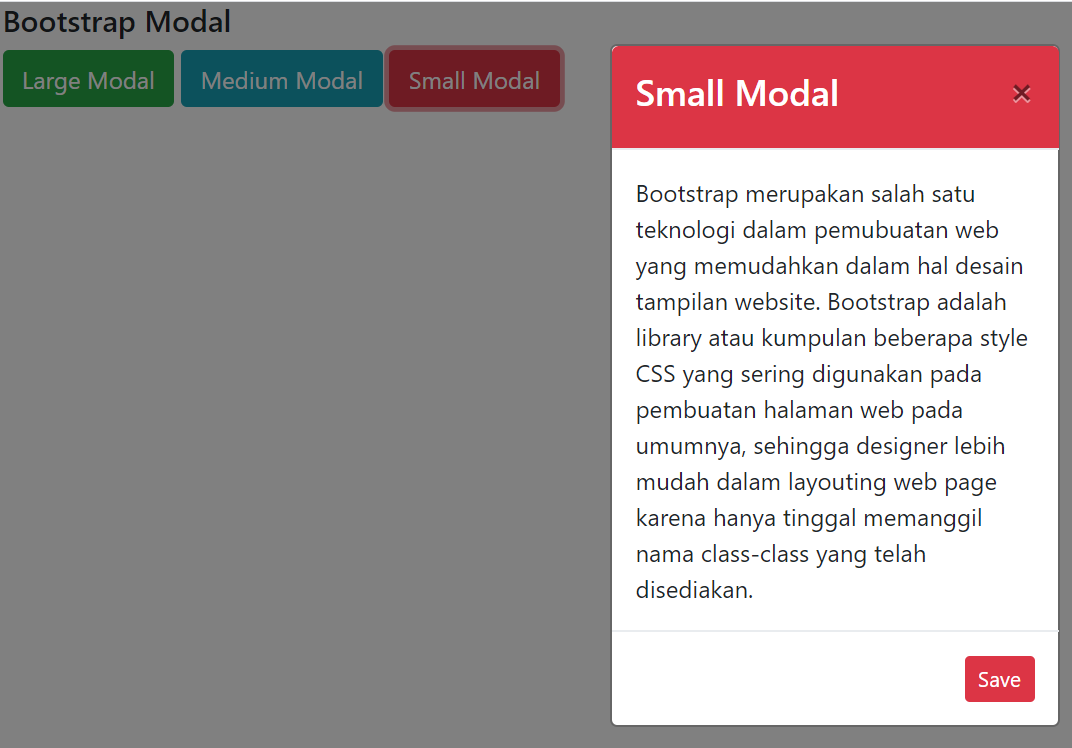 Bootstrap Modal
Large Modal Medium Modal Small Modal
Small Modal ×
Bootstrap merupakan salah satu
teknologi dalam pemubuatan web
yang memudahkan dalam hal desain
tampilan website. Bootstrap adalah
library atau kumpulan beberapa style
CSS yang sering digunakan pada
pembuatan halaman web pada
umumnya, sehingga designer lebih
mudah dalam layouting web page
karena hanya tinggal memanggil
nama class-class yang telah
disediakan.
Save